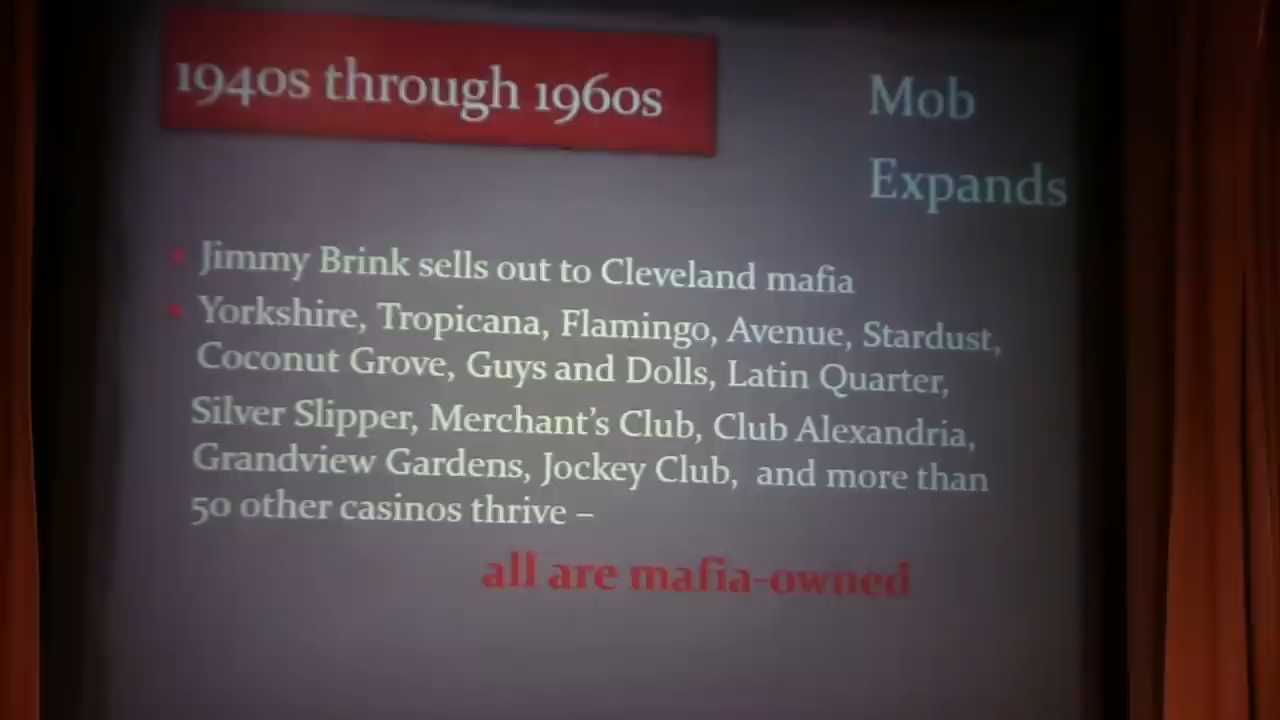 1940s through 1960s
Mob
Expands
Jimmy Brink sells out to Cleveland mafia
Yorkshire, Tropicana, Flamingo, Avenue, Stardust,
Coconut Grove, Guys and Dolls, Latin Quarter,
Silver Slipper, Merchant's Club, Club Alexandria,
Grandview Gardens, Jockey Club, and more than
50 other casinos thrive –
all are mafia-owned